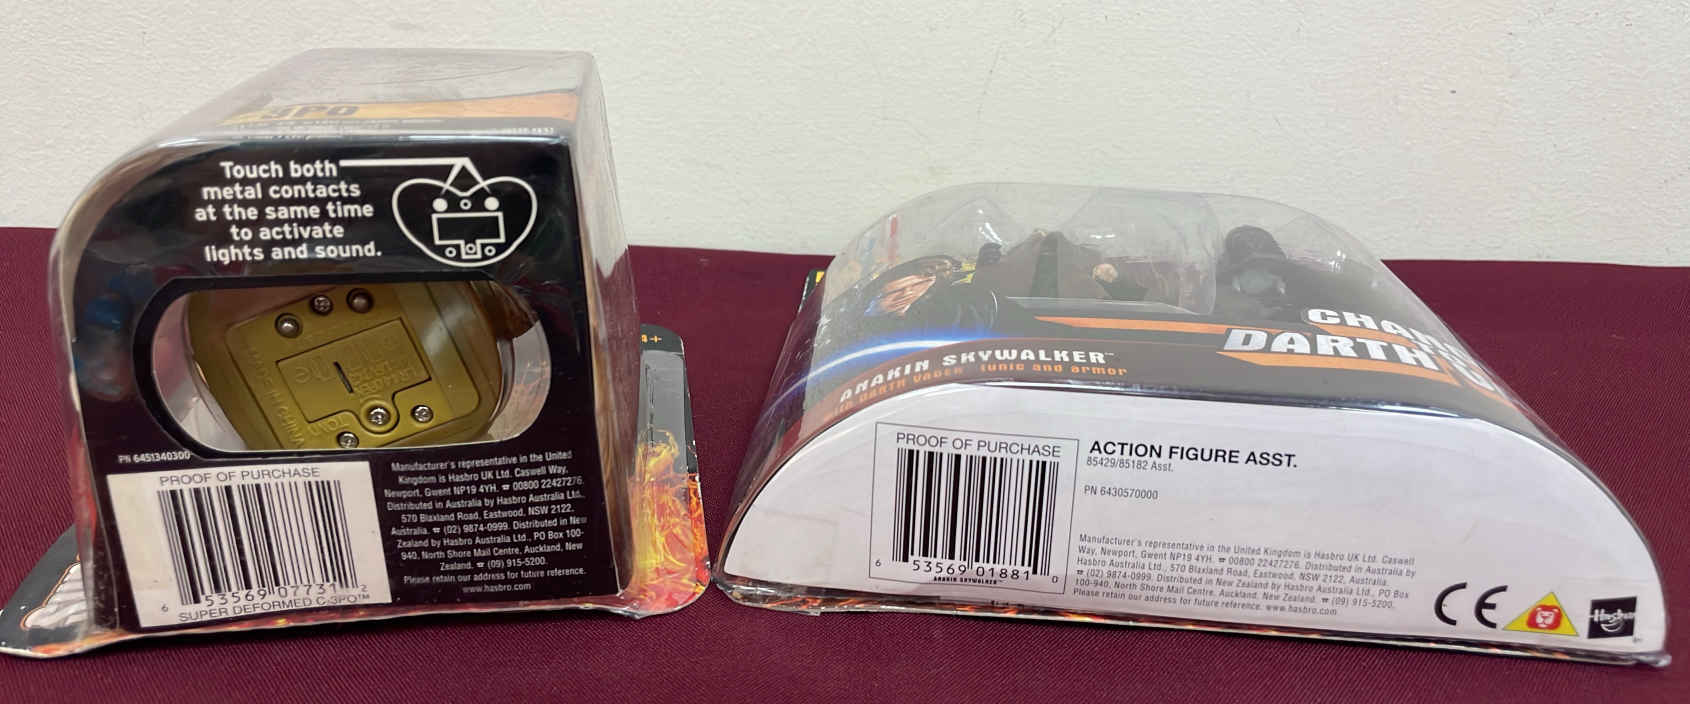 3PO
Touch both
metal contacts
at the same time
to activate
lights and sound.
MADE IN CHINA
PN 6451340300
PROOF OF PURCHASE
6 53569 07731 2
SUPER DEFORMED C-3PO™
Manufacturer's representative in the United
Kingdom is Hasbro UK Ltd. Caswell Way,
Newport, Gwent NP19 4YH. ☎ 00800 22427276.
Distributed in Australia by Hasbro Australia Ltd.,
570 Blaxland Road, Eastwood, NSW 2122,
Australia. ☎ (02) 9874-0999. Distributed in New
Zealand by Hasbro Australia Ltd., PO Box 100-
940, North Shore Mail Centre, Auckland, New
Zealand. ☎ (09) 915-5200.
Please retain our address for future reference.
www.hasbro.com
DARTH
ANAKIN SKYWALKER™
DARTH VADER tunic and armor
PROOF OF PURCHASE
6 53569 01881 0
ANAKIN SKYWALKER™
ACTION FIGURE ASST.
85429/85182 Asst.
PN 6430570000
Manufacturer's representative in the United Kingdom is Hasbro UK Ltd. Caswell
Way, Newport, Gwent NP19 4YH. ☎ 00800 22427276. Distributed in Australia by
Hasbro Australia Ltd., 570 Blaxland Road, Eastwood, NSW 2122, Australia.
☎ (02) 9874-0999. Distributed in New Zealand by Hasbro Australia Ltd., PO Box
100-940, North Shore Mail Centre, Auckland, New Zealand. ☎ (09) 915-5200.
Please retain our address for future reference. www.hasbro.com
CE
Hasbro